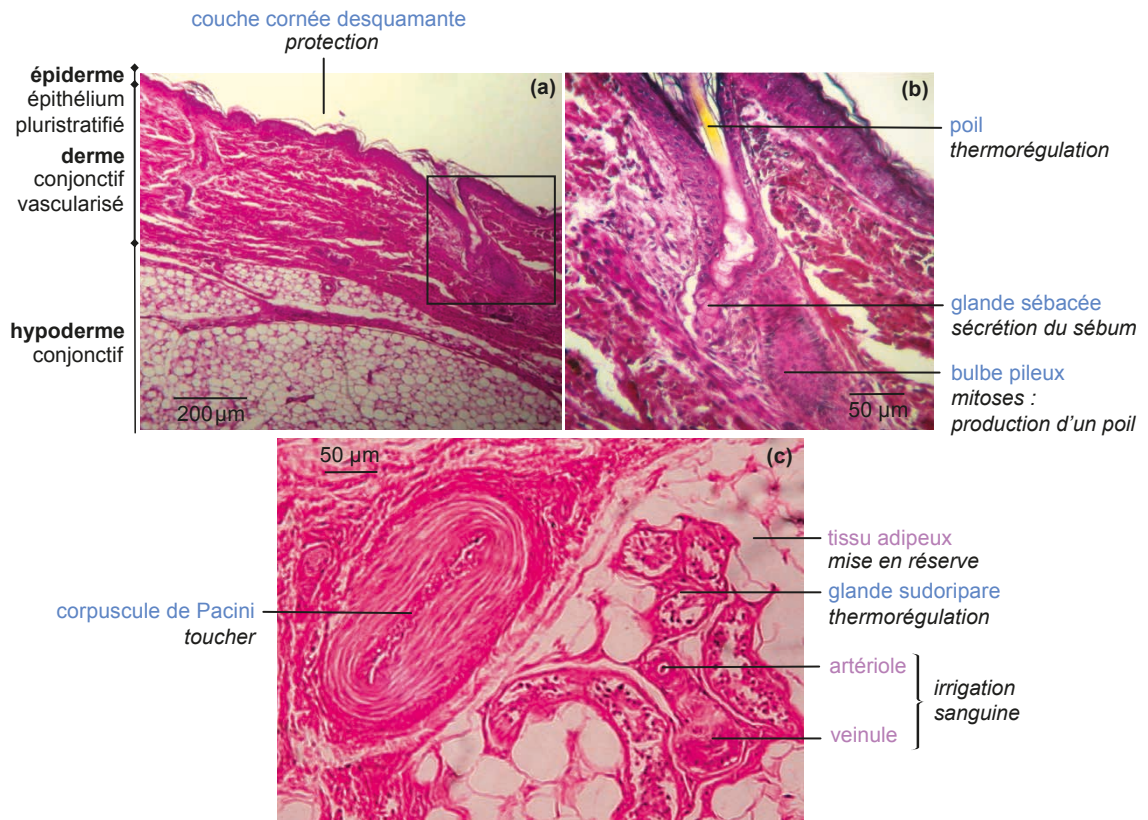 couche cornée desquamante
protection
épiderme
épithélium
pluristratifié
derme
conjonctif
vascularisé
hypoderme
conjonctif
(a)
200 µm
(b)
poil
thermorégulation
glande sébacée
sécrétion du sébum
bulbe pileux
mitoses :
production d'un poil
50 µm
50 µm
(c)
corpuscule de Pacini
toucher
tissu adipeux
mise en réserve
glande sudoripare
thermorégulation
artériole
veinule
irrigation
sanguine